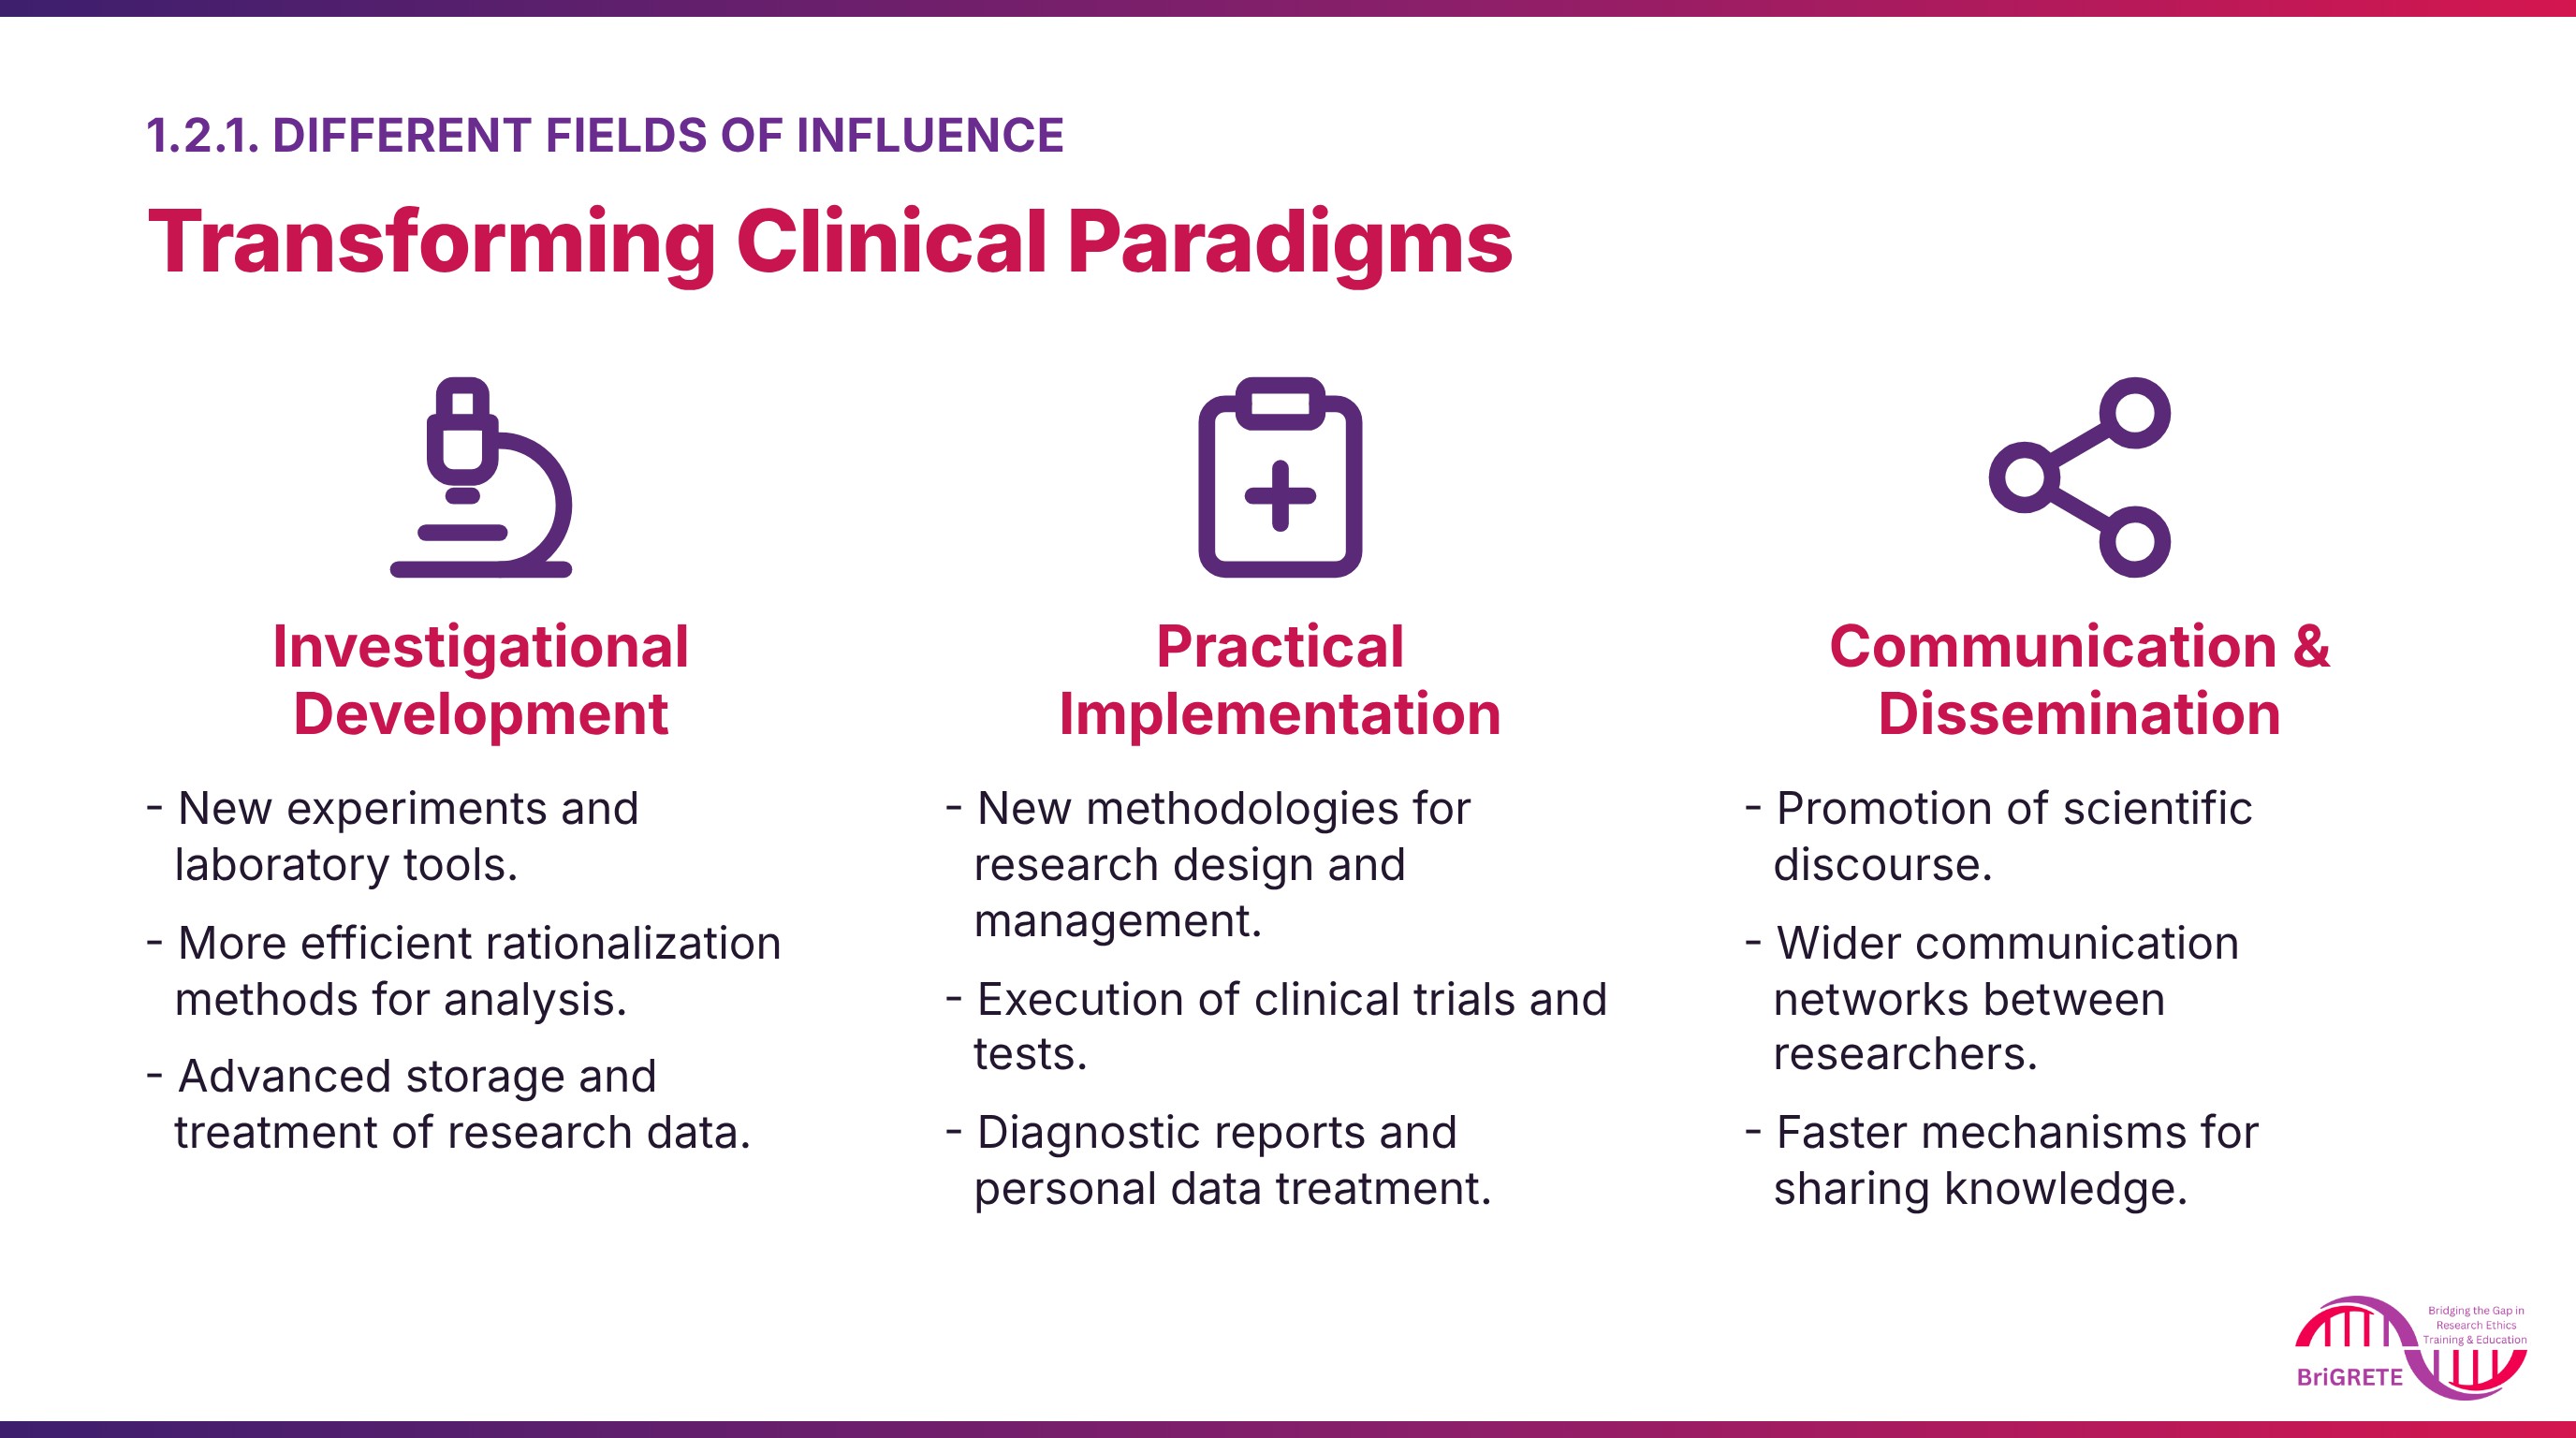 1.2.1. DIFFERENT FIELDS OF INFLUENCE
Transforming Clinical Paradigms
Investigational
Development
- New experiments and
laboratory tools.
- More efficient rationalization
methods for analysis.
- Advanced storage and
treatment of research data.
Practical
Implementation
- New methodologies for
research design and
management.
- Execution of clinical trials and
tests.
- Diagnostic reports and
personal data treatment.
Communication &
Dissemination
- Promotion of scientific
discourse.
- Wider communication
networks between
researchers.
- Faster mechanisms for
sharing knowledge.
Bridging the Gap in
Research Ethics
Training & Education
BriGRETE